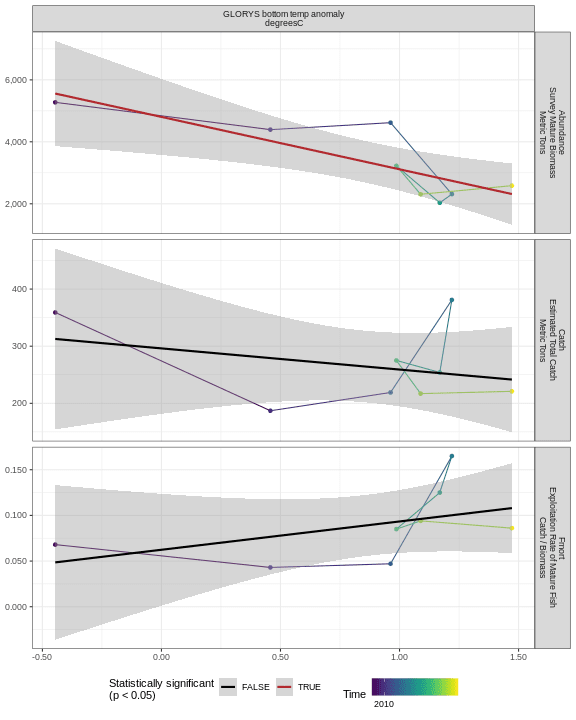 GLORYS bottom temp anomaly
degreesC
6,000
4,000
2,000
Abundance
Survey Mature Biomass
Metric Tons
400
300
200
Catch
Estimated Total Catch
Metric Tons
0.150
0.100
0.050
0.000
Fmort
Exploitation Rate of Mature Fish
Catch / Biomass
-0.50
0.00
0.50
1.00
1.50
Statistically significant
(p < 0.05)
FALSE
TRUE
Time
2010